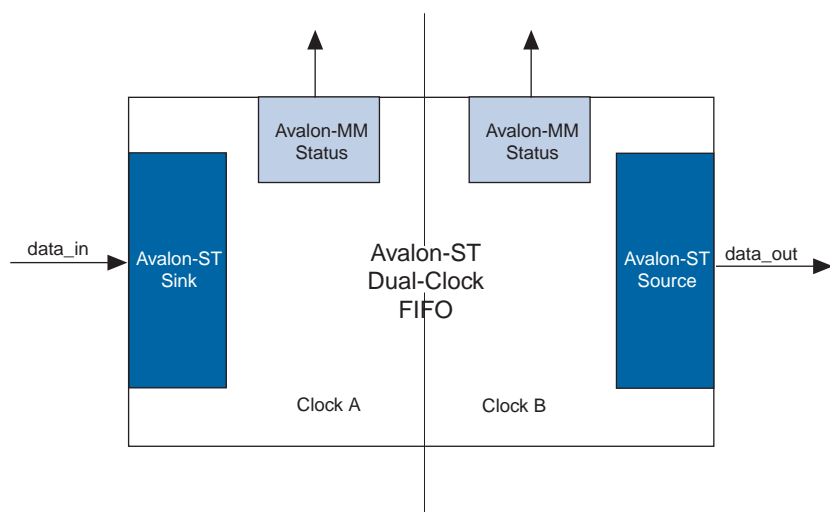 Avalon-MM
Status
Avalon-MM
Status
data_in
Avalon-ST
Sink
Avalon-ST
Dual-Clock
FIFO
Avalon-ST
Source
data_out
Clock A
Clock B